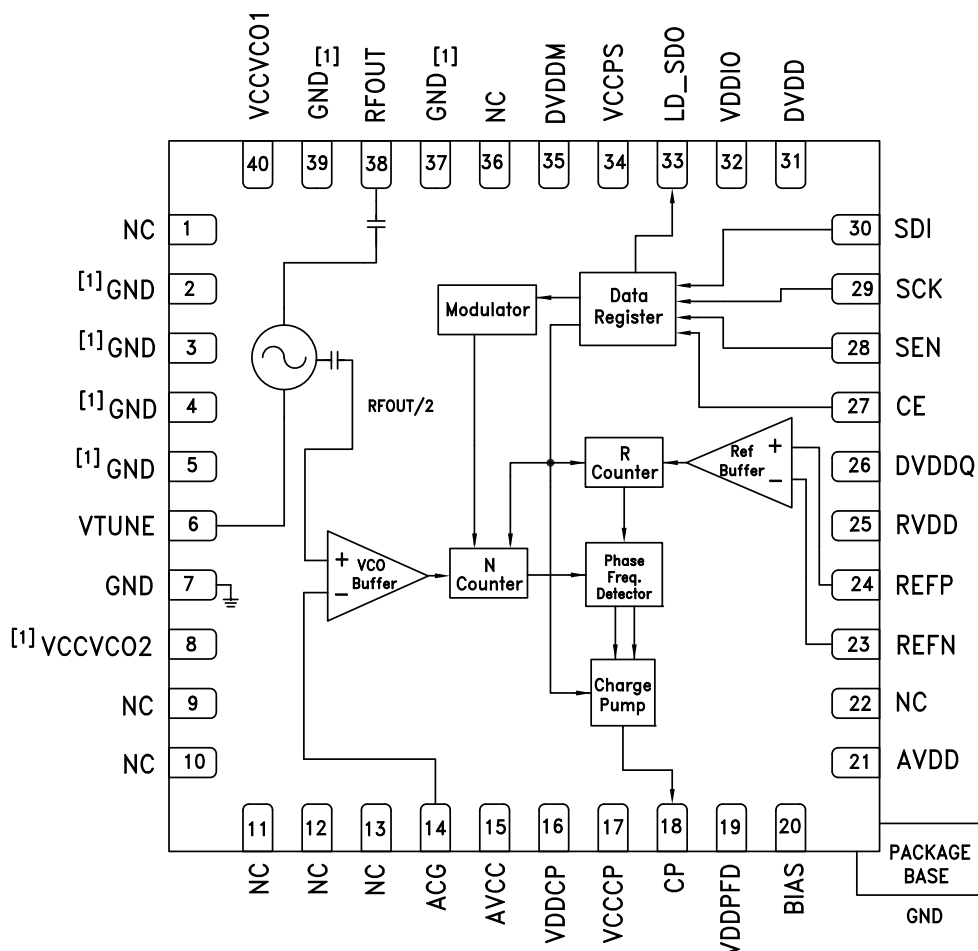 VCCVCO1
GND[1]
RFOUT
GND[1]
NC
DVDDM
VCCPS
LD_SDO
VDDIO
DVDD
40
39
38
37
36
35
34
33
32
31
NC 1
[1]GND 2
[1]GND 3
[1]GND 4
[1]GND 5
VTUNE 6
GND 7
[1]VCCVCO2 8
NC 9
NC 10
30 SDI
29 SCK
28 SEN
27 CE
26 DVDDQ
25 RVDD
24 REFP
23 REFN
22 NC
21 AVDD
Modulator
Data
Register
RFOUT/2
R
Counter
Ref
Buffer
+
−
+
−
VCO
Buffer
N
Counter
Phase
Freq.
Detector
Charge
Pump
11
12
13
14
15
16
17
18
19
20
NC
NC
NC
ACG
AVCC
VDDCP
VCCCP
CP
VDDPFD
BIAS
PACKAGE
BASE
GND